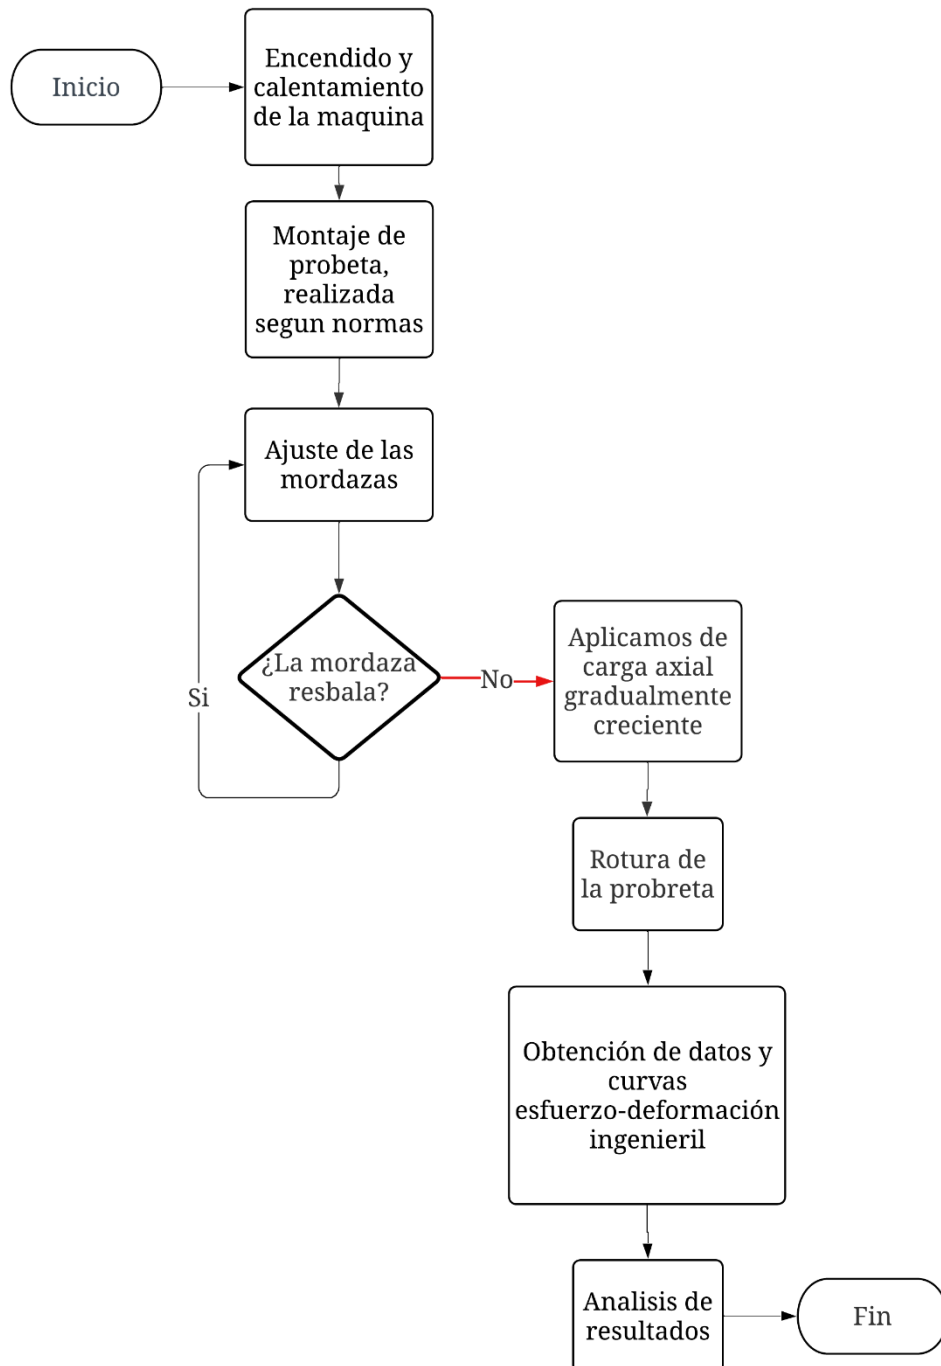 Inicio
Encendido y
calentamiento
de la maquina
Montaje de
probeta,
realizada
segun normas
Ajuste de las
mordazas
¿La mordaza
resbala?
Si
No
Aplicamos de
carga axial
gradualmente
creciente
Rotura de
la probreta
Obtención de datos y
curvas
esfuerzo-deformación
ingenieril
Analisis de
resultados
Fin